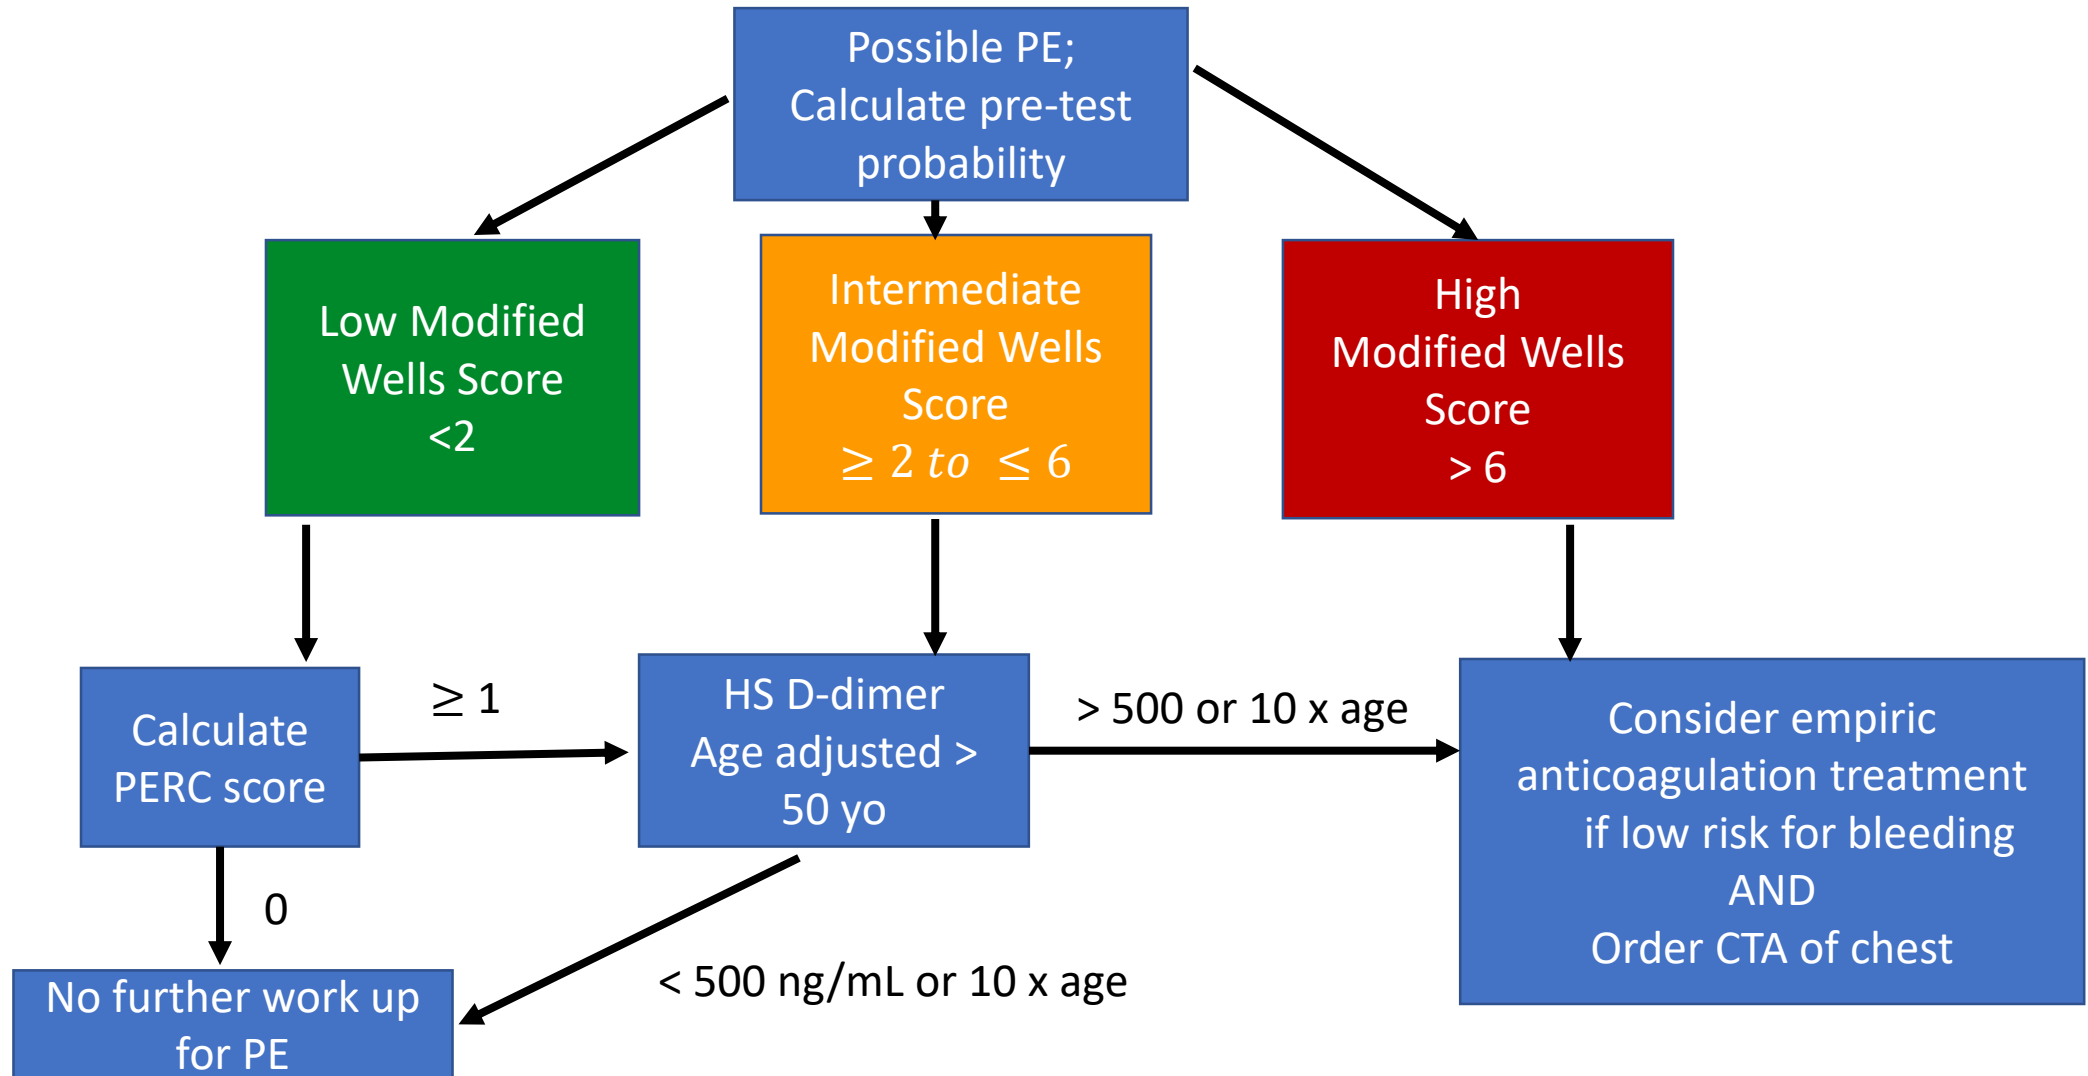 Possible PE;
Calculate pre-test
probability
Low Modified
Wells Score
<2
Intermediate
Modified Wells
Score
≥ 2 to ≤ 6
High
Modified Wells
Score
> 6
Calculate
PERC score
≥ 1
HS D-dimer
Age adjusted >
50 yo
> 500 or 10 x age
Consider empiric
anticoagulation treatment
if low risk for bleeding
AND
Order CTA of chest
0
< 500 ng/mL or 10 x age
No further work up
for PE